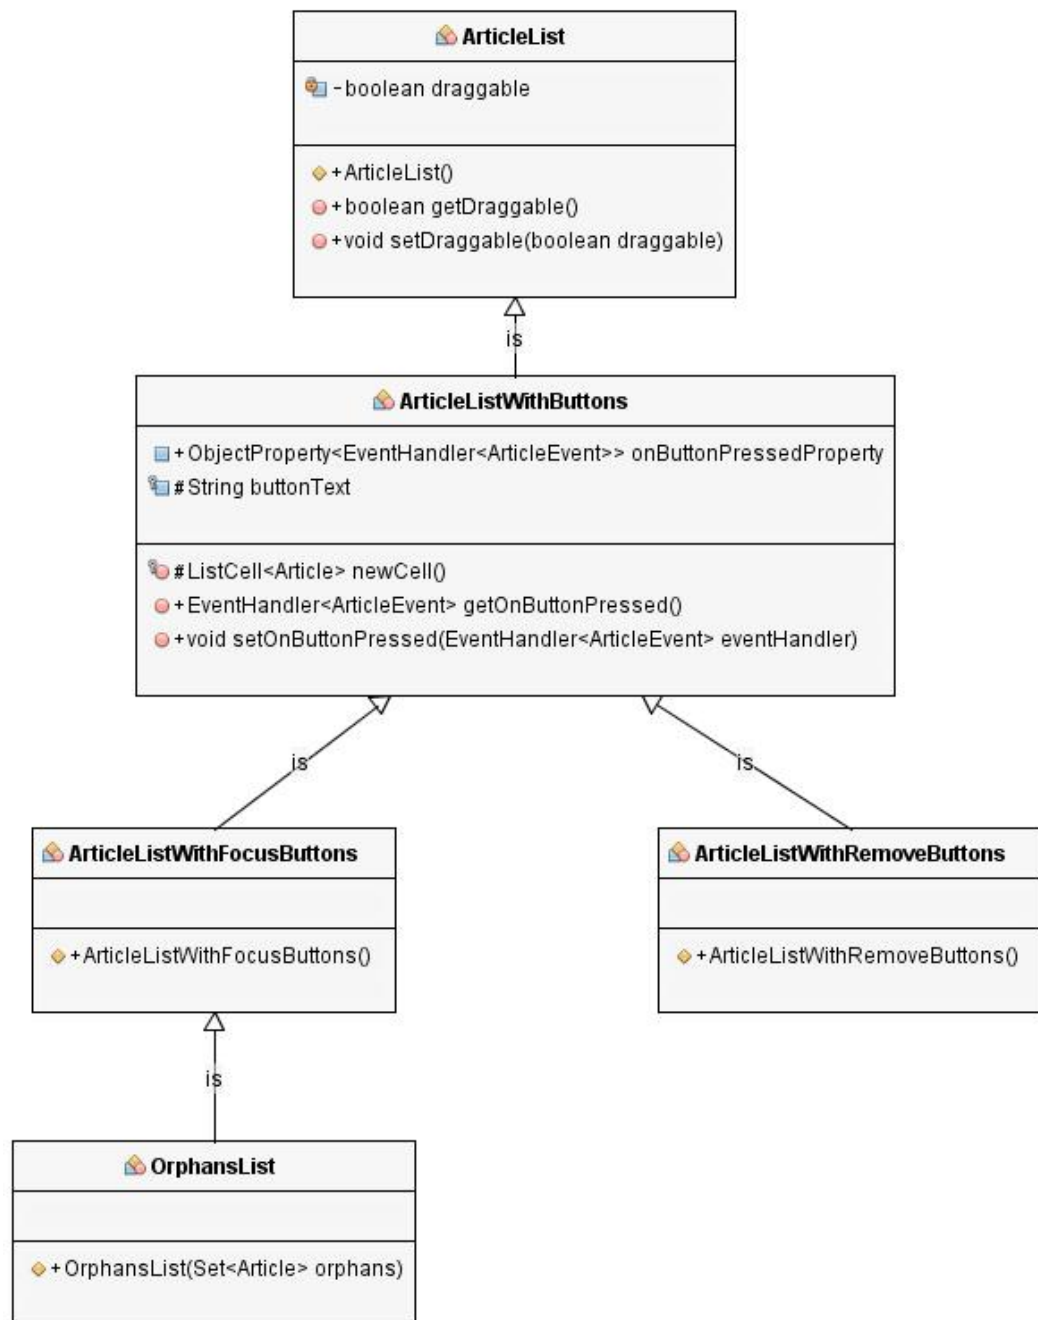 ArticleList
-boolean draggable
+ArticleList()
+boolean getDraggable()
+void setDraggable(boolean draggable)
is
ArticleListWithButtons
+ObjectProperty<EventHandler<ArticleEvent>> onButtonPressedProperty
#String buttonText
#ListCell<Article> newCell()
+EventHandler<ArticleEvent> getOnButtonPressed()
+void setOnButtonPressed(EventHandler<ArticleEvent> eventHandler)
is
is
ArticleListWithFocusButtons
+ArticleListWithFocusButtons()
ArticleListWithRemoveButtons
+ArticleListWithRemoveButtons()
is
OrphansList
+OrphansList(Set<Article> orphans)